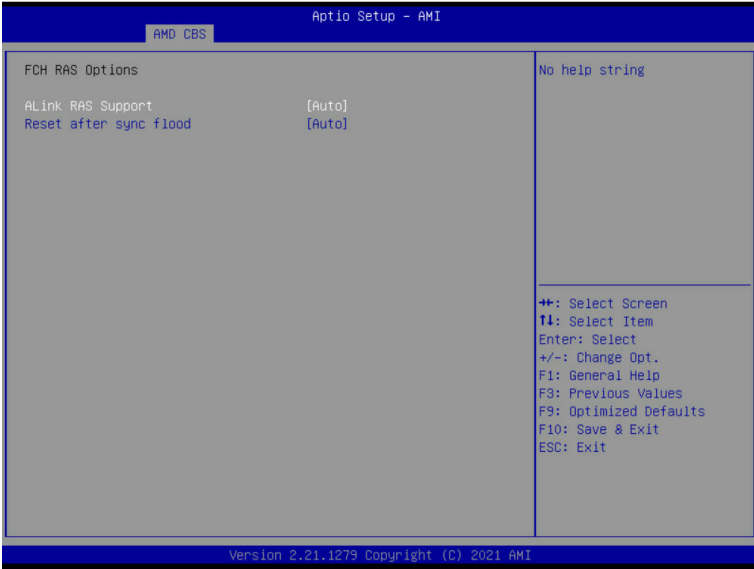 Aptio Setup – AMI
AMD CBS
FCH RAS Options
ALink RAS Support [Auto]
Reset after sync flood [Auto]
No help string
→←: Select Screen
↑↓: Select Item
Enter: Select
+/-: Change Opt.
F1: General Help
F3: Previous Values
F9: Optimized Defaults
F10: Save & Exit
ESC: Exit
Version 2.21.1279 Copyright (C) 2021 AMI